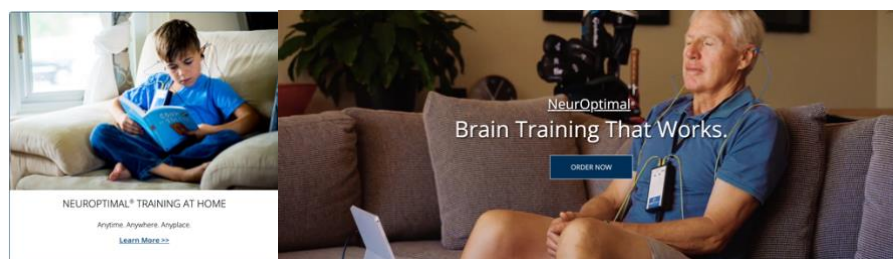 NEUROPTIMAL® TRAINING AT HOME
Anytime. Anywhere. Anyplace.
Learn More >>
NeurOptimal
Brain Training That Works.
ORDER NOW